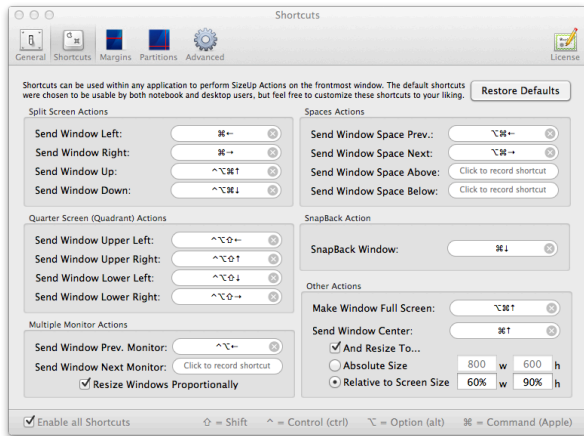 Shortcuts
General Shortcuts Margins Partitions Advanced License
Shortcuts can be used within any application to perform SizeUp Actions on the frontmost window. The default shortcuts
were chosen to be usable by both notebook and desktop users, but feel free to customize these shortcuts to your liking.
Restore Defaults
Split Screen Actions
Send Window Left: ⌘←
Send Window Right: ⌘→
Send Window Up: ^⌥⌘↑
Send Window Down: ^⌥⌘↓
Spaces Actions
Send Window Space Prev.: ⌥⌘←
Send Window Space Next: ⌥⌘→
Send Window Space Above: Click to record shortcut
Send Window Space Below: Click to record shortcut
Quarter Screen (Quadrant) Actions
Send Window Upper Left: ^⌥⇧←
Send Window Upper Right: ^⌥⇧↑
Send Window Lower Left: ^⌥⇧↓
Send Window Lower Right: ^⌥⇧→
SnapBack Action
SnapBack Window: ⌘↓
Multiple Monitor Actions
Send Window Prev. Monitor: ^⌥←
Send Window Next Monitor: Click to record shortcut
Resize Windows Proportionally
Other Actions
Make Window Full Screen: ⌥⌘↑
Send Window Center: ⌘↑
And Resize To...
Absolute Size 800 w 600 h
Relative to Screen Size 60% w 90% h
Enable all Shortcuts ⇧ = Shift ^ = Control (ctrl) ⌥ = Option (alt) ⌘ = Command (Apple)